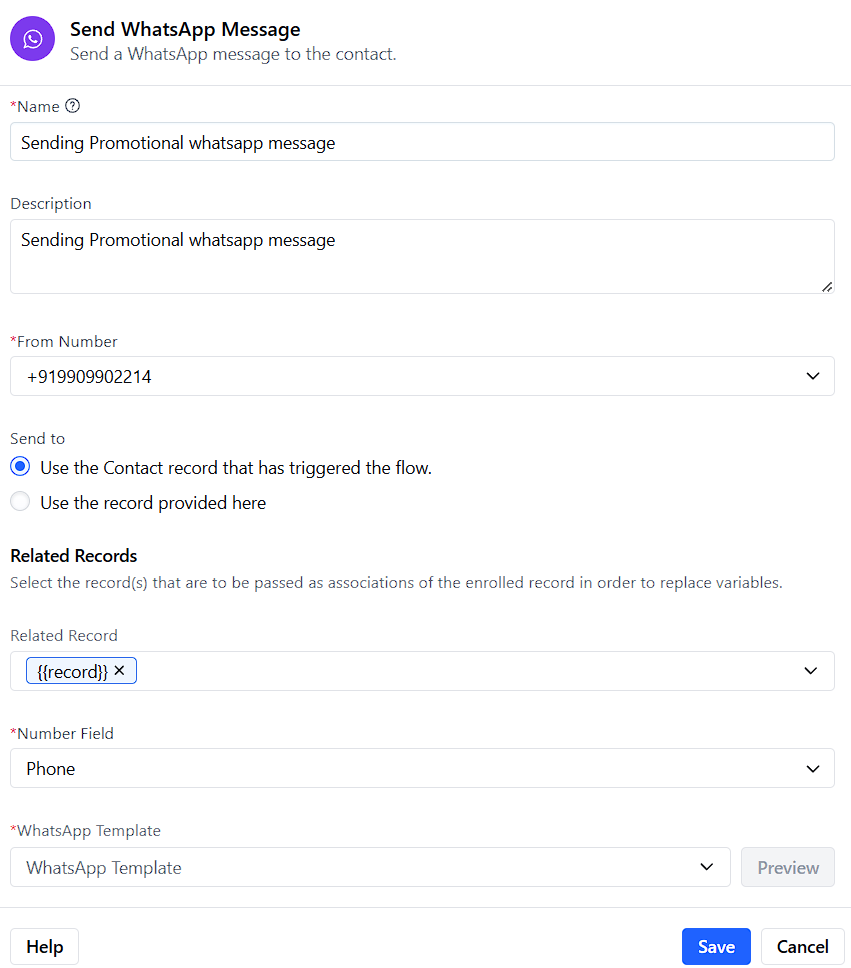 Send WhatsApp Message
Send a WhatsApp message to the contact.
*Name
Sending Promotional whatsapp message
Description
Sending Promotional whatsapp message
*From Number
+919909902214
Send to
Use the Contact record that has triggered the flow.
Use the record provided here
Related Records
Select the record(s) that are to be passed as associations of the enrolled record in order to replace variables.
Related Record
{{record}} ✕
*Number Field
Phone
*WhatsApp Template
WhatsApp Template Preview
Help Save Cancel